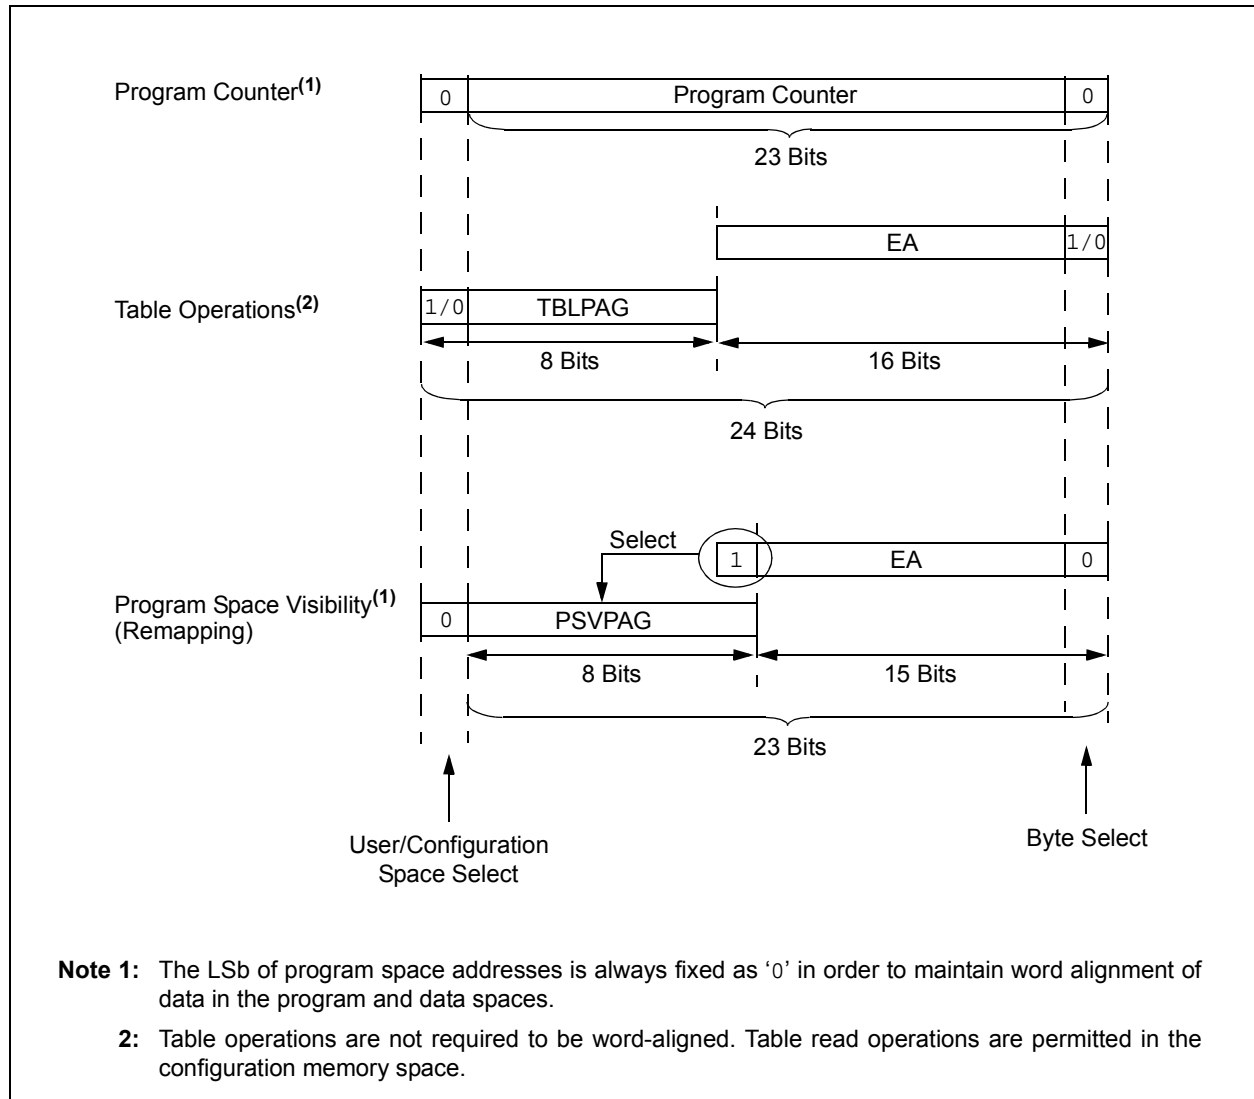 Program Counter(1)
0
Program Counter
0
23 Bits
EA
1/0
Table Operations(2)
1/0
TBLPAG
8 Bits
16 Bits
24 Bits
Select
1
EA
0
Program Space Visibility(1)
(Remapping)
0
PSVPAG
8 Bits
15 Bits
23 Bits
User/Configuration
Space Select
Byte Select
Note 1: The LSb of program space addresses is always fixed as ‘0’ in order to maintain word alignment of
data in the program and data spaces.
2: Table operations are not required to be word-aligned. Table read operations are permitted in the
configuration memory space.